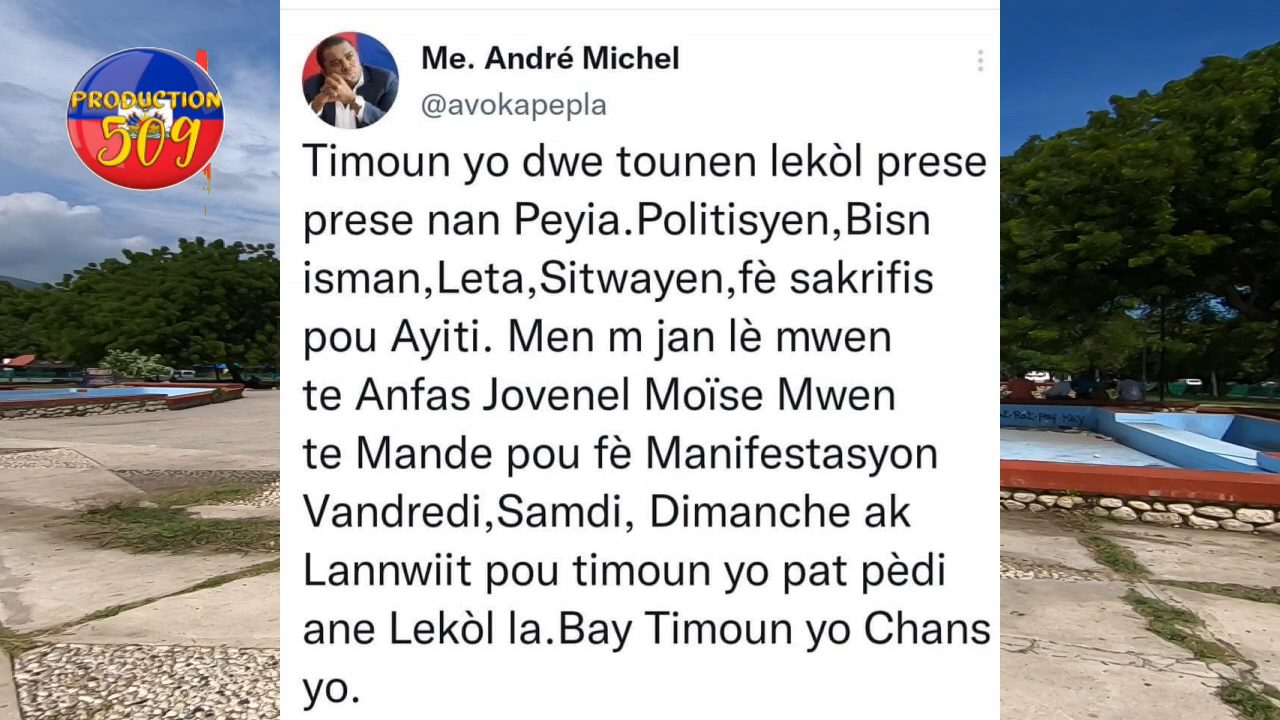 PRODUCTION
509
Me. André Michel
@avokapepla
Timoun yo dwe tounen lekòl prese
prese nan Peyia.Politisyen,Bisn
isman,Leta,Sitwayen,fè sakrifis
pou Ayiti. Men m jan lè mwen
te Anfas Jovenel Moïse Mwen
te Mande pou fè Manifestasyon
Vandredi,Samdi, Dimanche ak
Lannwiit pou timoun yo pat pèdi
ane Lekòl la.Bay Timoun yo Chans
yo.